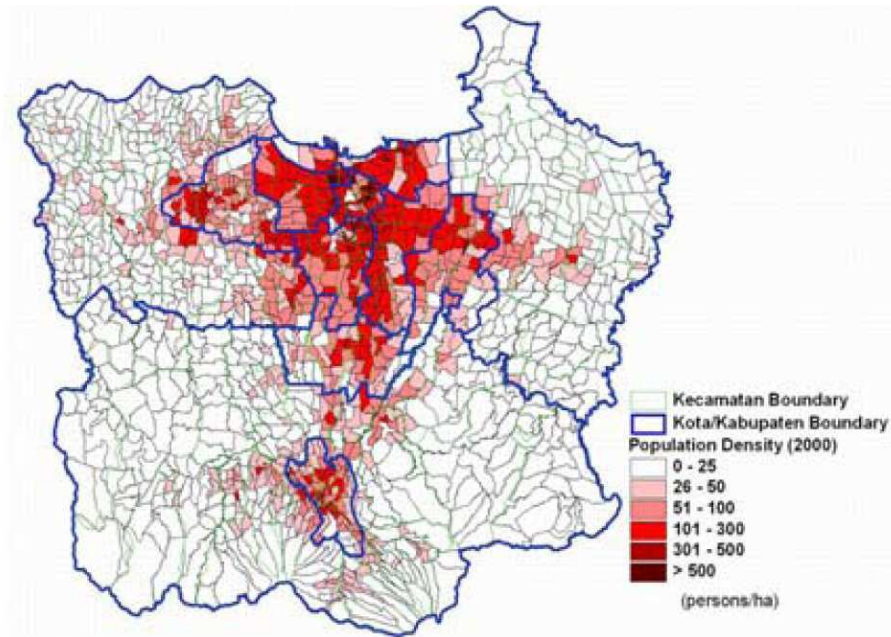 Kecamatan Boundary
Kota/Kabupaten Boundary
Population Density (2000)
0 - 25
26 - 50
51 - 100
101 - 300
301 - 500
> 500
(persons/ha)